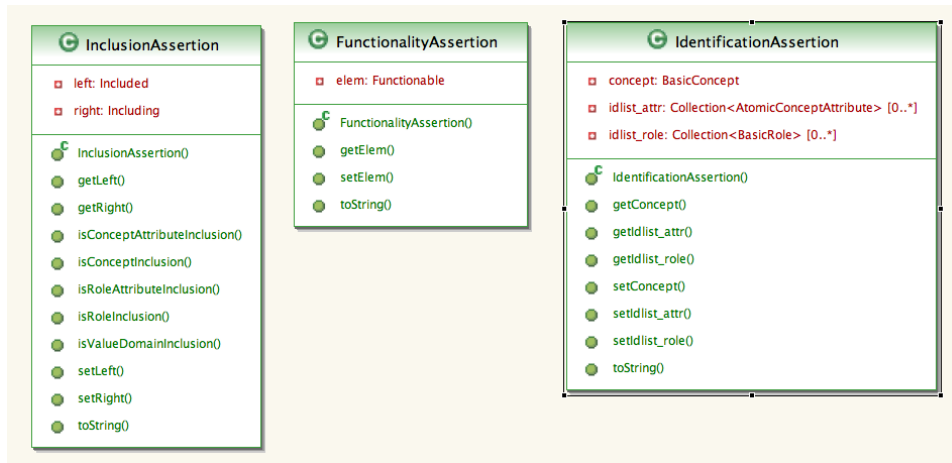 InclusionAssertion
left: Included
right: Including
InclusionAssertion()
getLeft()
getRight()
isConceptAttributeInclusion()
isConceptInclusion()
isRoleAttributeInclusion()
isRoleInclusion()
isValueDomainInclusion()
setLeft()
setRight()
toString()
FunctionalityAssertion
elem: Functionable
FunctionalityAssertion()
getElem()
setElem()
toString()
IdentificationAssertion
concept: BasicConcept
idlist_attr: Collection<AtomicConceptAttribute> [0..*]
idlist_role: Collection<BasicRole> [0..*]
IdentificationAssertion()
getConcept()
getIdlist_attr()
getIdlist_role()
setConcept()
setIdlist_attr()
setIdlist_role()
toString()